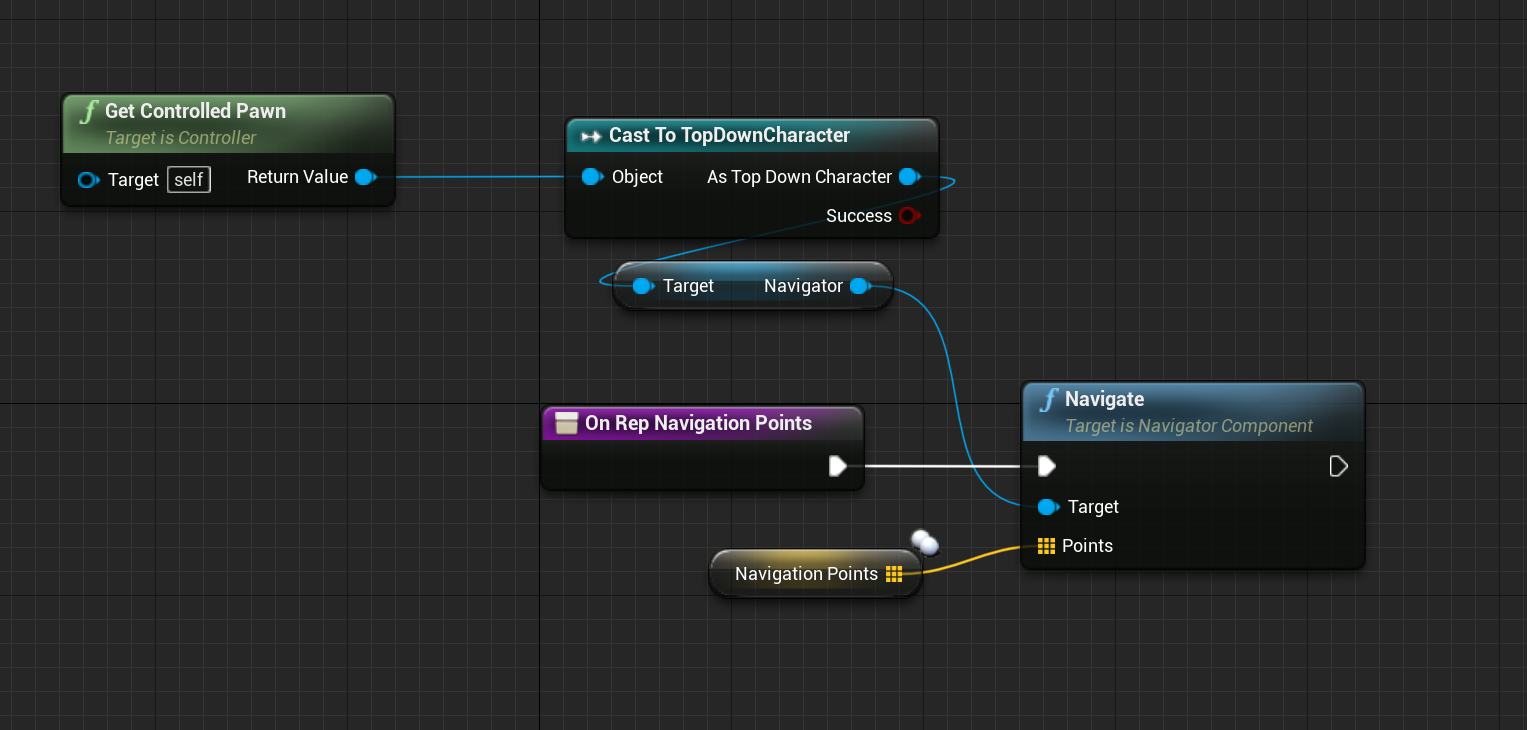 Get Controlled Pawn
Target is Controller
Target self Return Value
Cast To TopDownCharacter
Object As Top Down Character
Success
Target Navigator
On Rep Navigation Points
Navigate
Target is Navigator Component
Target
Points
Navigation Points